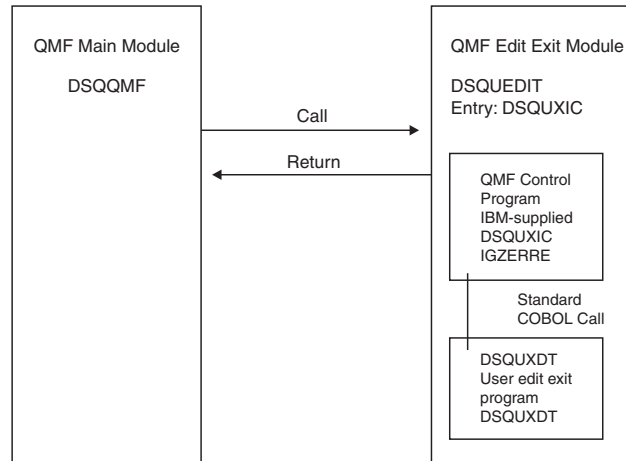 QMF Main Module
DSQQMF
Call
Return
QMF Edit Exit Module
DSQUEDIT
Entry: DSQUXIC
QMF Control
Program
IBM-supplied
DSQUXIC
IGZERRE
Standard
COBOL Call
DSQUXDT
User edit exit
program
DSQUXDT